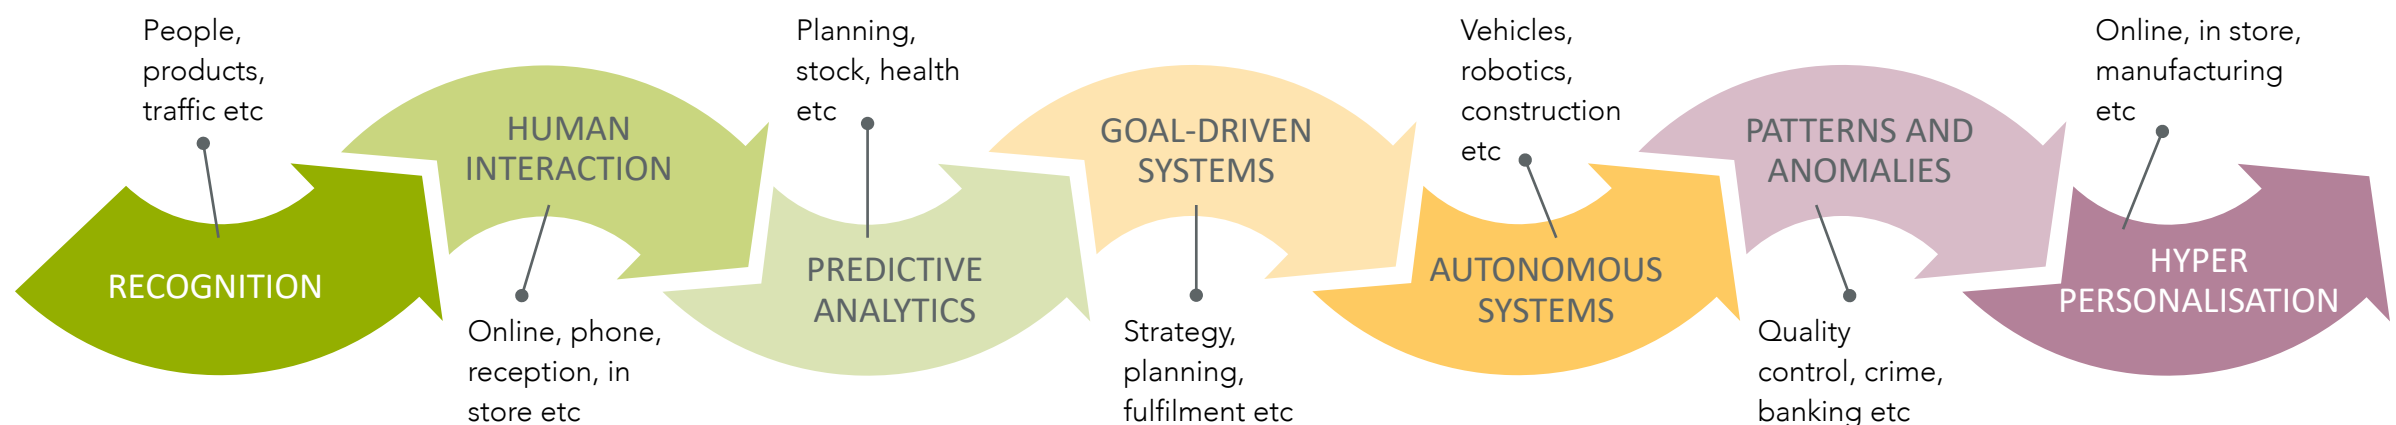 People,
products,
traffic etc
RECOGNITION
HUMAN
INTERACTION
Online, phone,
reception, in
store etc
Planning,
stock, health
etc
PREDICTIVE
ANALYTICS
GOAL-DRIVEN
SYSTEMS
Strategy,
planning,
fulfilment etc
Vehicles,
robotics,
construction
etc
AUTONOMOUS
SYSTEMS
PATTERNS AND
ANOMALIES
Quality
control, crime,
banking etc
Online, in store,
manufacturing
etc
HYPER
PERSONALISATION